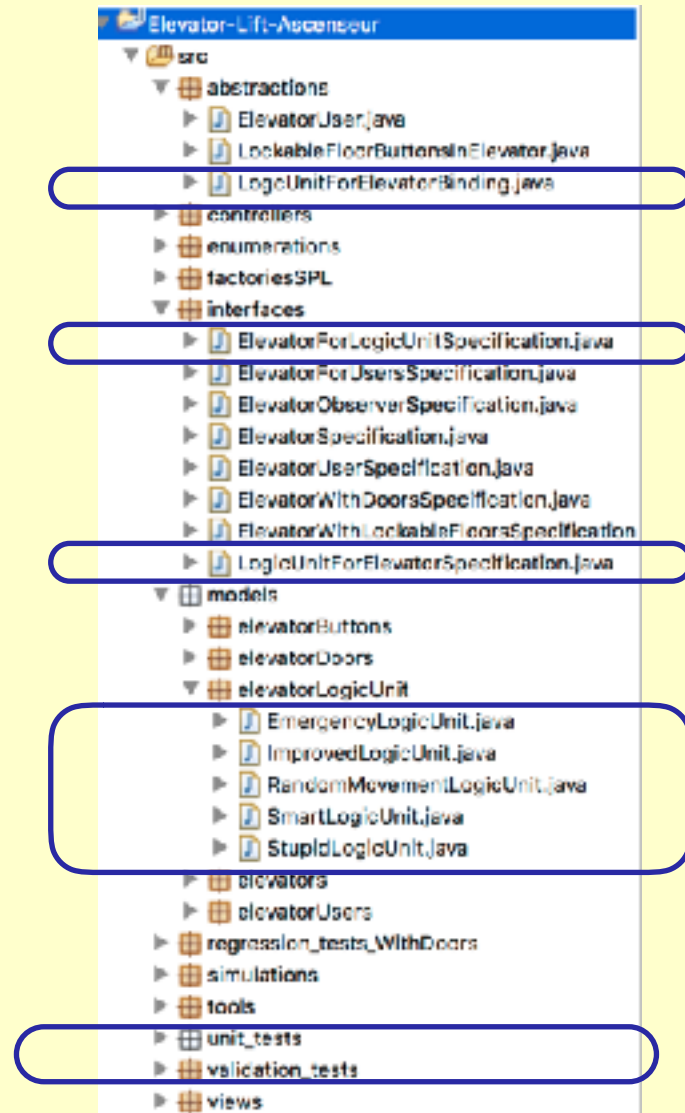 Elevator-Lift-Ascenseur
src
abstractions
ElevatorUser.java
LockableFloorButtonsInElevator.java
LogicUnitForElevatorBinding.java
controllers
enumerations
factoriesSPL
interfaces
ElevatorForLogicUnitSpecification.java
ElevatorForUsersSpecification.java
ElevatorObserverSpecification.java
ElevatorSpecification.java
ElevatorUserSpecification.java
ElevatorWithDoorsSpecification.java
ElevatorWithLockableFloorsSpecification
LogicUnitForElevatorSpecification.java
models
elevatorButtons
elevatorDoors
elevatorLogicUnit
EmergencyLogicUnit.java
ImprovedLogicUnit.java
RandomMovementLogicUnit.java
SmartLogicUnit.java
StupidLogicUnit.java
elevators
elevatorUsers
regression_tests_WithDoors
simulations
tools
unit_tests
validation_tests
views